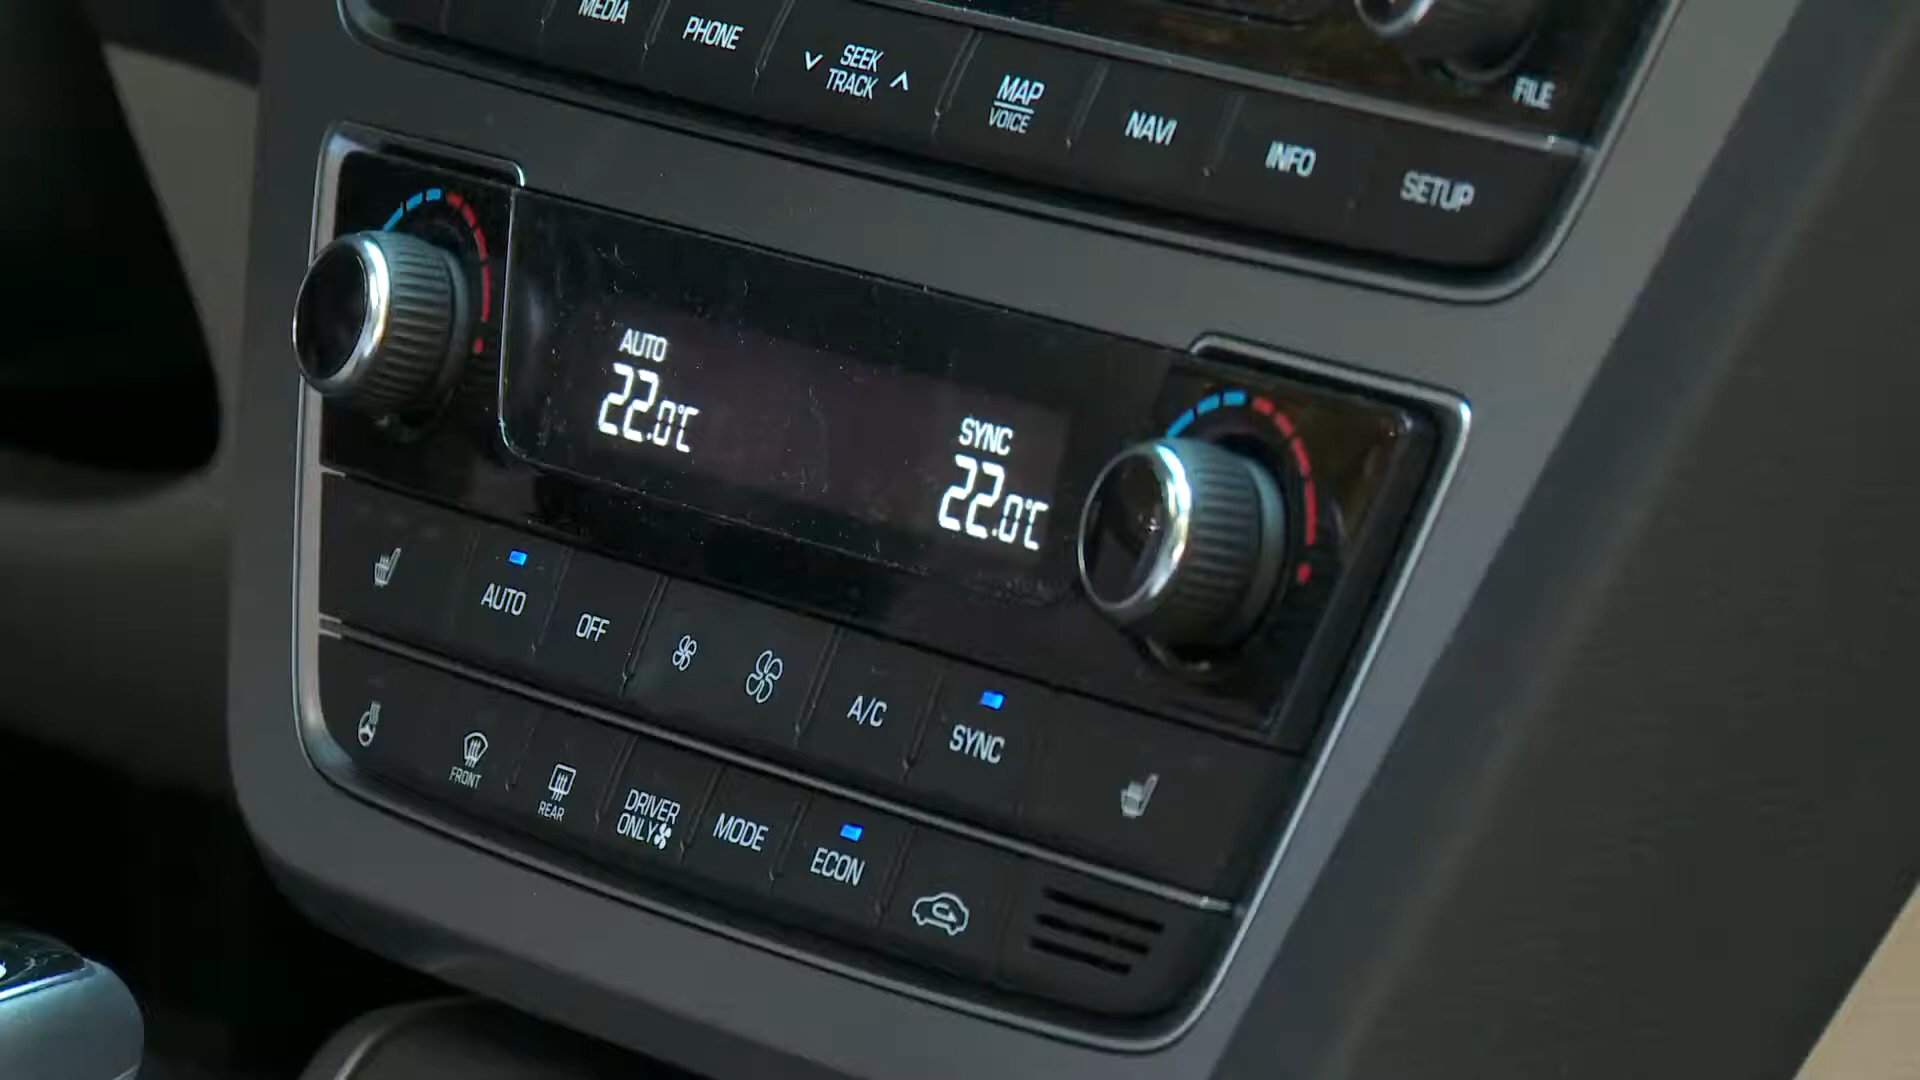 MEDIA
PHONE
SEEK
TRACK
MAP
VOICE
NAVI
INFO
SETUP
FILE
AUTO
22.0°C
SYNC
22.0°C
AUTO
OFF
A/C
SYNC
FRONT
REAR
DRIVER
ONLY
MODE
ECON